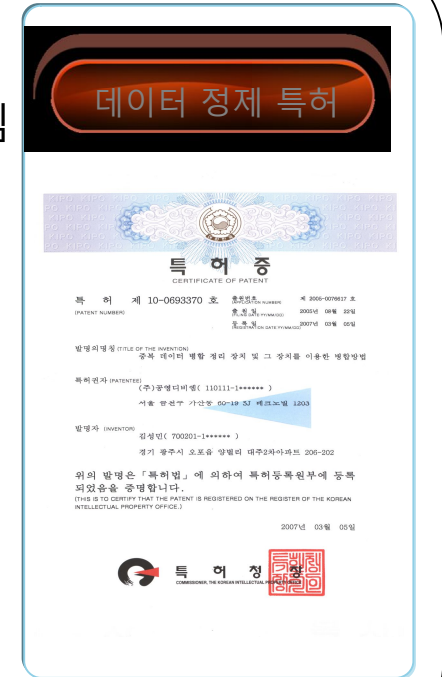 데이터 정제 특허
특 허 증
CERTIFICATE OF PATENT
특 허 제 10-0693370 호
(PATENT NUMBER)
출원번호 제 2005-0076617 호
(APPLICATION NUMBER)
출 원 일 2005년 08월 22일
(FILING DATE:YY/MM/DD)
등 록 일 2007년 03월 05일
(REGISTRATION DATE:YY/MM/DD)
발명의명칭 (TITLE OF THE INVENTION)
중복 데이터 병합 정리 장치 및 그 장치를 이용한 병합방법
특허권자 (PATENTEE)
(주)공영디비엠( 110111-1****** )
서울 금천구 가산동 60-19 SJ 테크노빌 1203
발명자 (INVENTOR)
김성민( 700201-1****** )
경기 광주시 오포읍 양벌리 대주2차아파트 206-202
위의 발명은 「특허법」에 의하여 특허등록원부에 등록
되었음을 증명합니다.
(THIS IS TO CERTIFY THAT THE PATENT IS REGISTERED ON THE REGISTER OF THE KOREAN
INTELLECTUAL PROPERTY OFFICE.)
2007년 03월 05일
특 허 청 장
COMMISSIONER, THE KOREAN INTELLECTUAL PROPERTY OFFICE